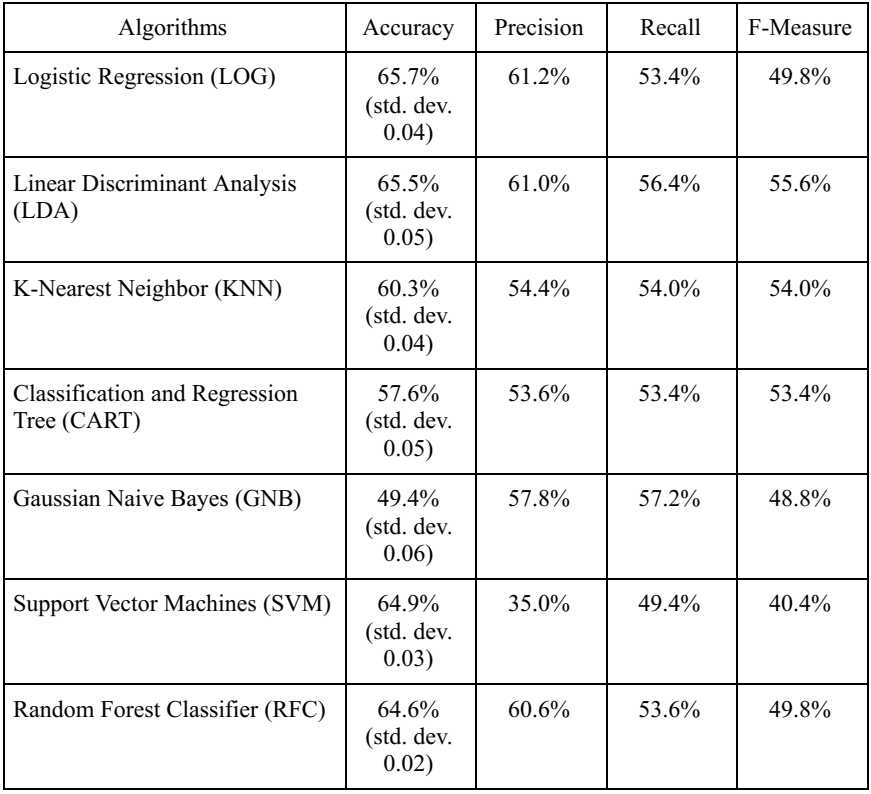 Algorithms Accuracy Precision Recall F-Measure
Logistic Regression (LOG) 65.7% 61.2% 53.4% 49.8%
(std. dev.
0.04)
Linear Discriminant Analysis 65.5% 61.0% 56.4% 55.6%
(LDA) (std. dev.
0.05)
K-Nearest Neighbor (KNN) 60.3% 54.4% 54.0% 54.0%
(std. dev.
0.04)
Classification and Regression 57.6% 53.6% 53.4% 53.4%
Tree (CART) (std. dev.
0.05)
Gaussian Naive Bayes (GNB) 49.4% 57.8% 57.2% 48.8%
(std. dev.
0.06)
Support Vector Machines (SVM) 64.9% 35.0% 49.4% 40.4%
(std. dev.
0.03)
Random Forest Classifier (RFC) 64.6% 60.6% 53.6% 49.8%
(std. dev.
0.02)